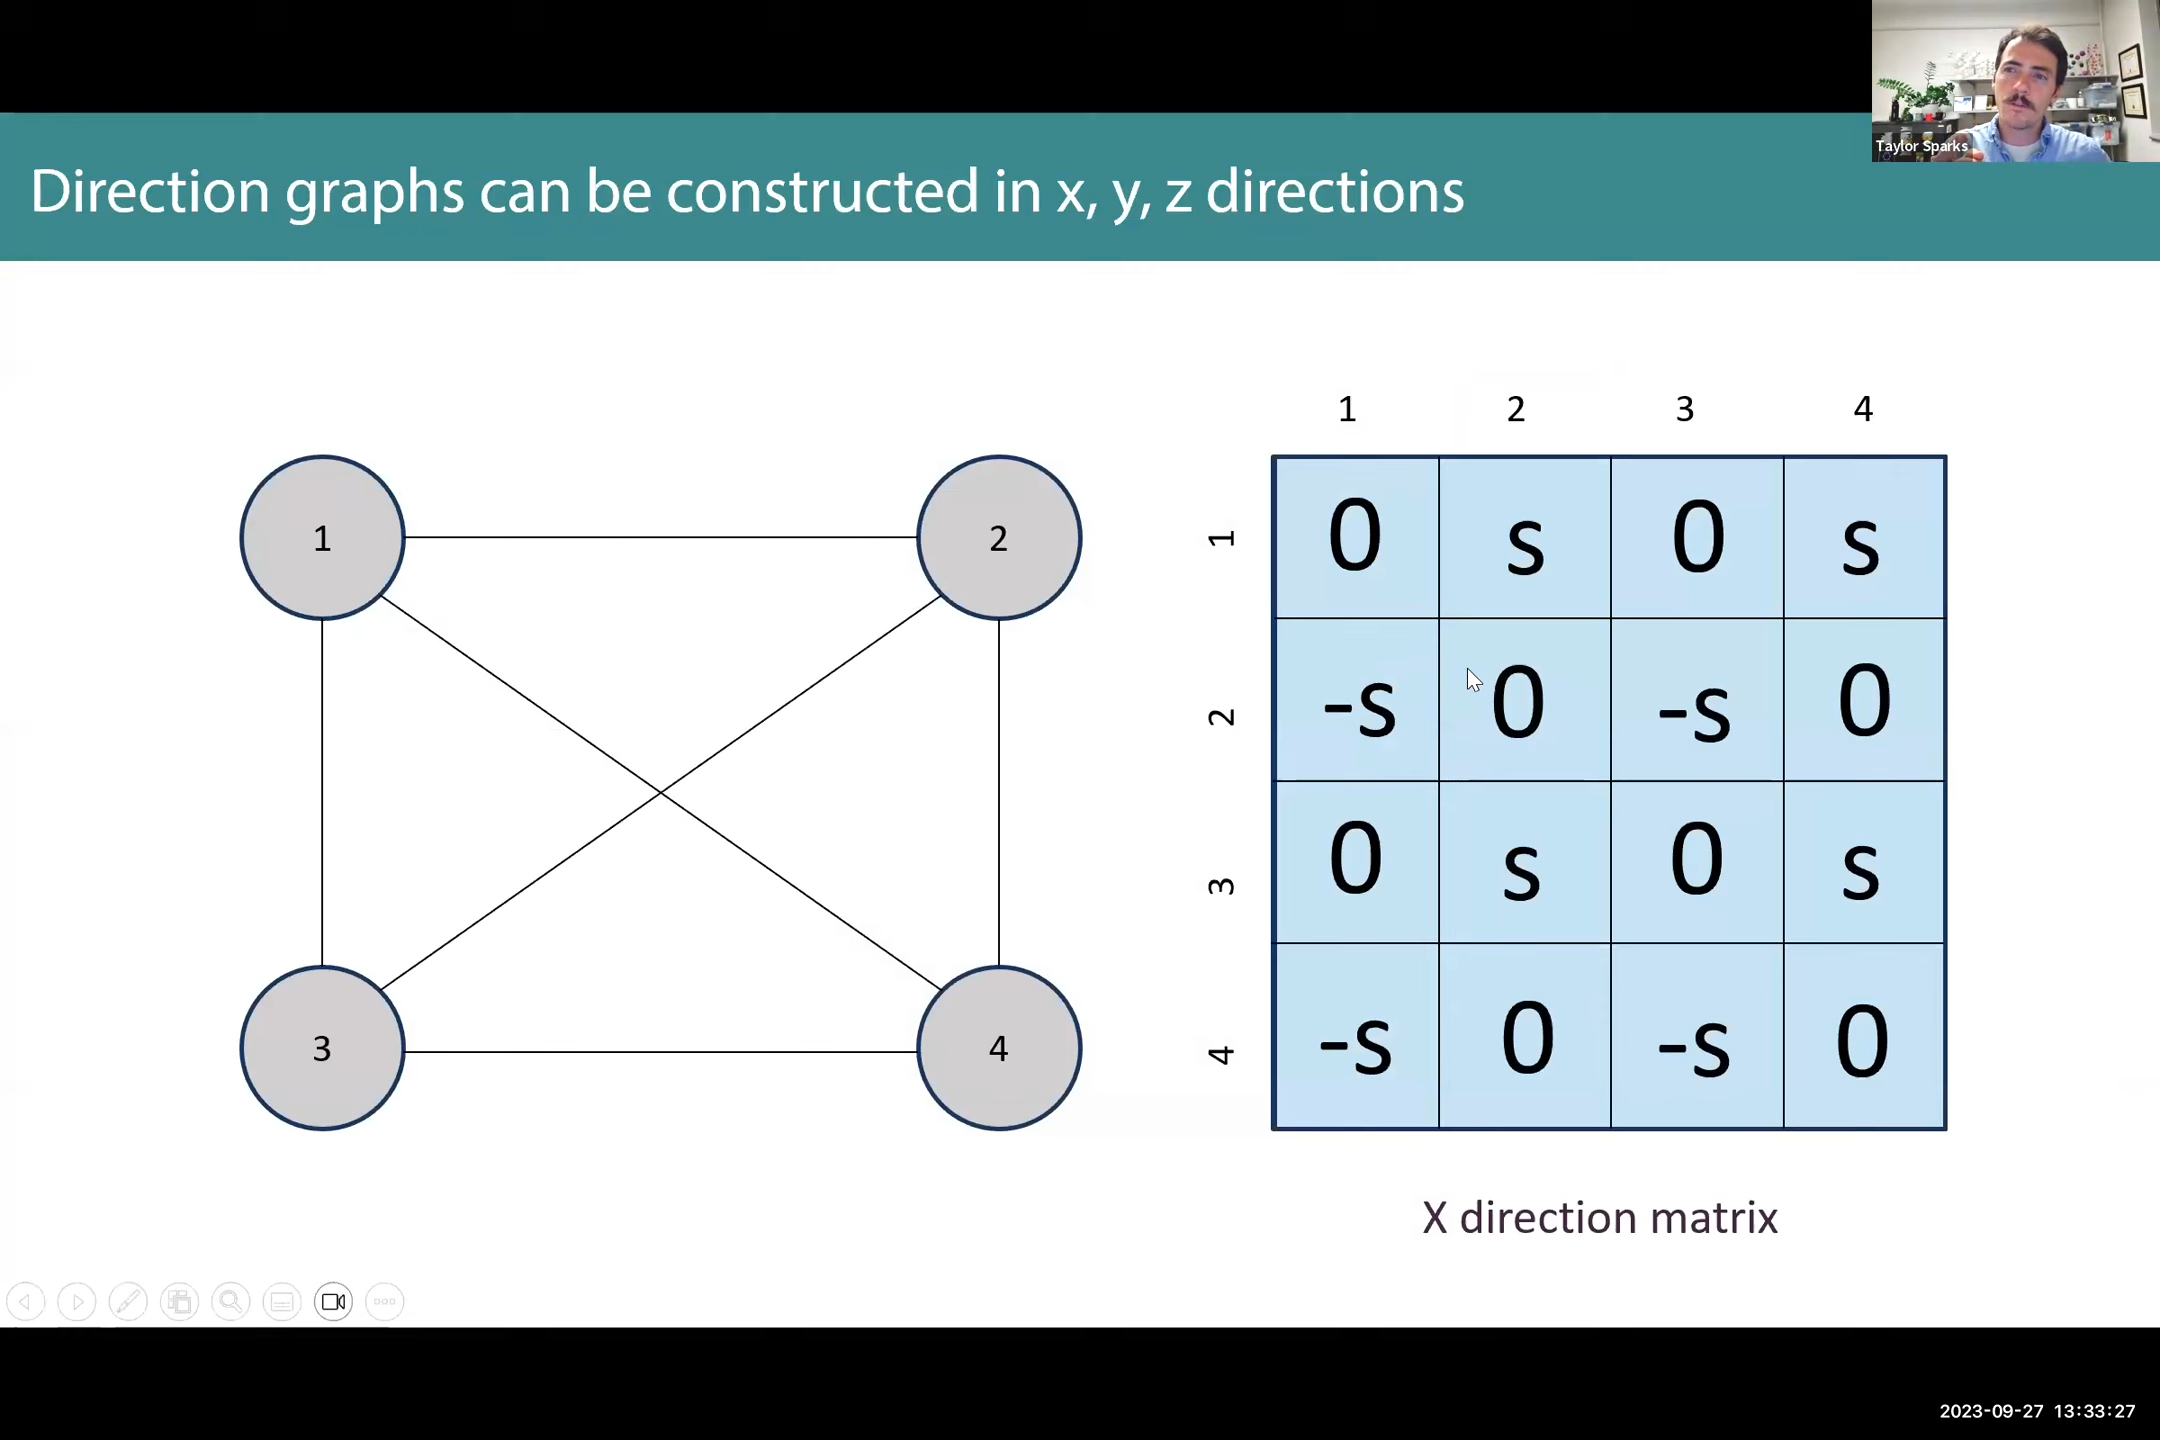 Taylor Sparks
Direction graphs can be constructed in x, y, z directions
1 2 3 4
1 2
3 4
1 0 s 0 s
2 -s 0 -s 0
3 0 s 0 s
4 -s 0 -s 0
X direction matrix
2023-09-27 13:33:27